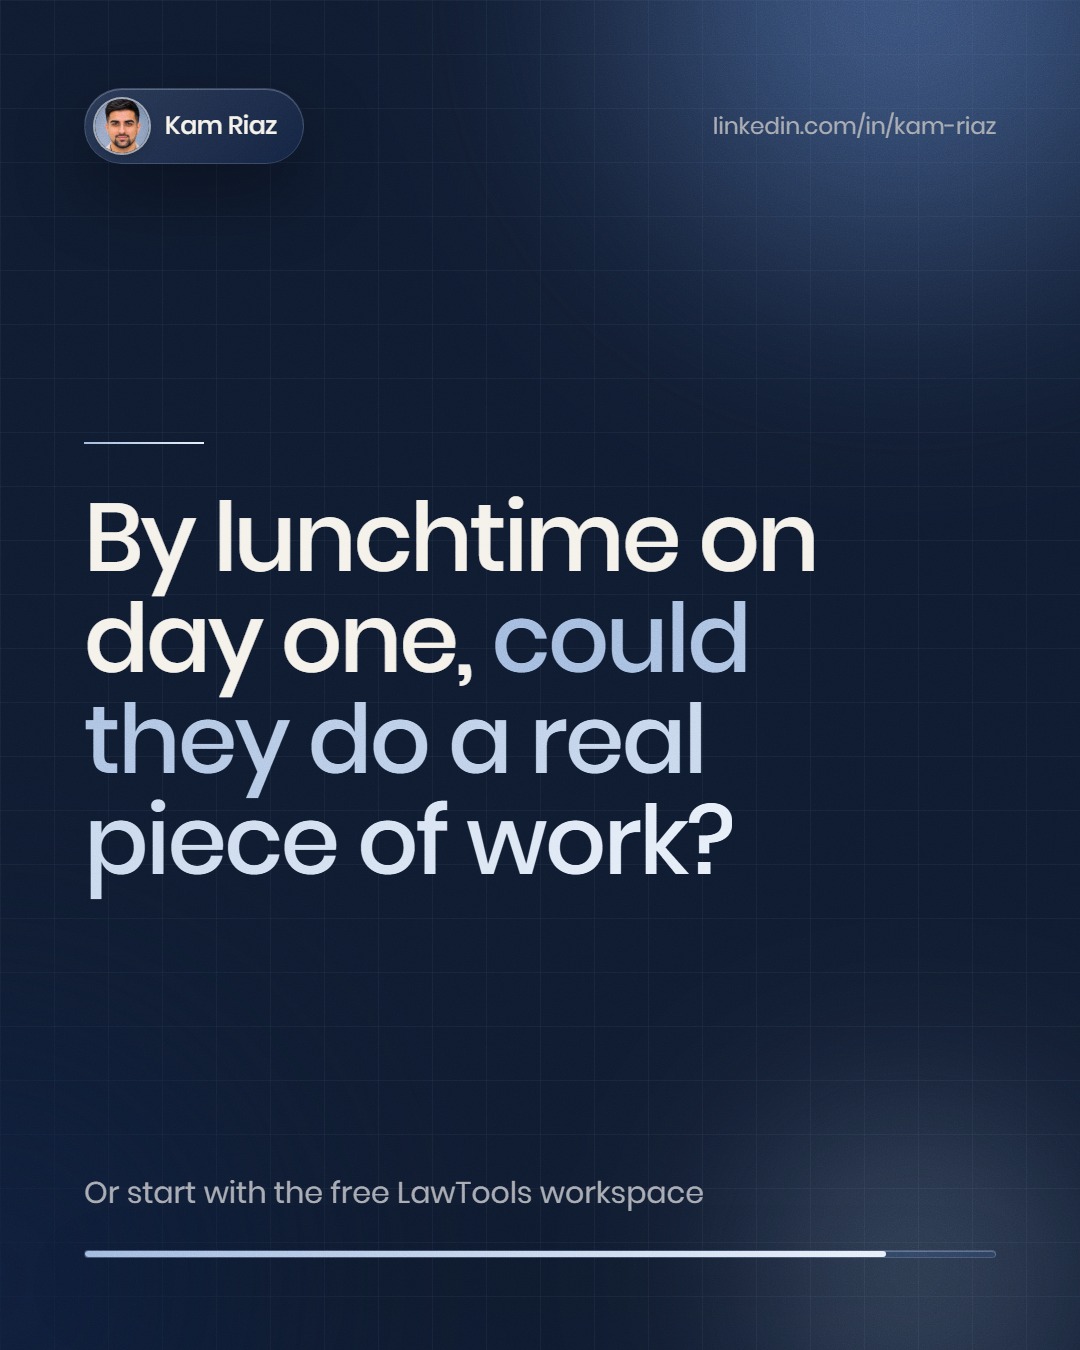 Kam Riaz
linkedin.com/in/kam-riaz
By lunchtime on
day one, could
they do a real
piece of work?
Or start with the free LawTools workspace